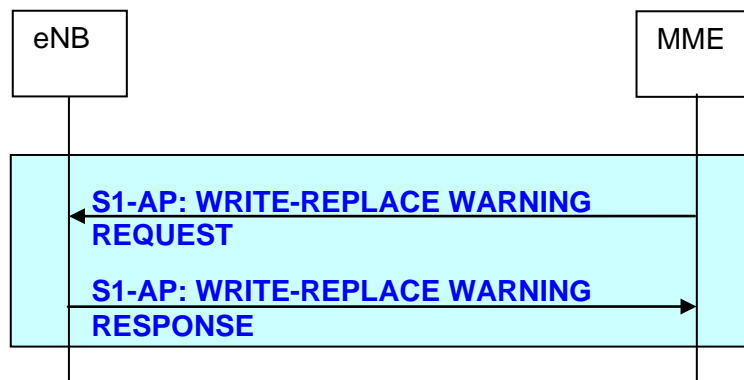 eNB
MME
S1-AP: WRITE-REPLACE WARNING
REQUEST
S1-AP: WRITE-REPLACE WARNING
RESPONSE